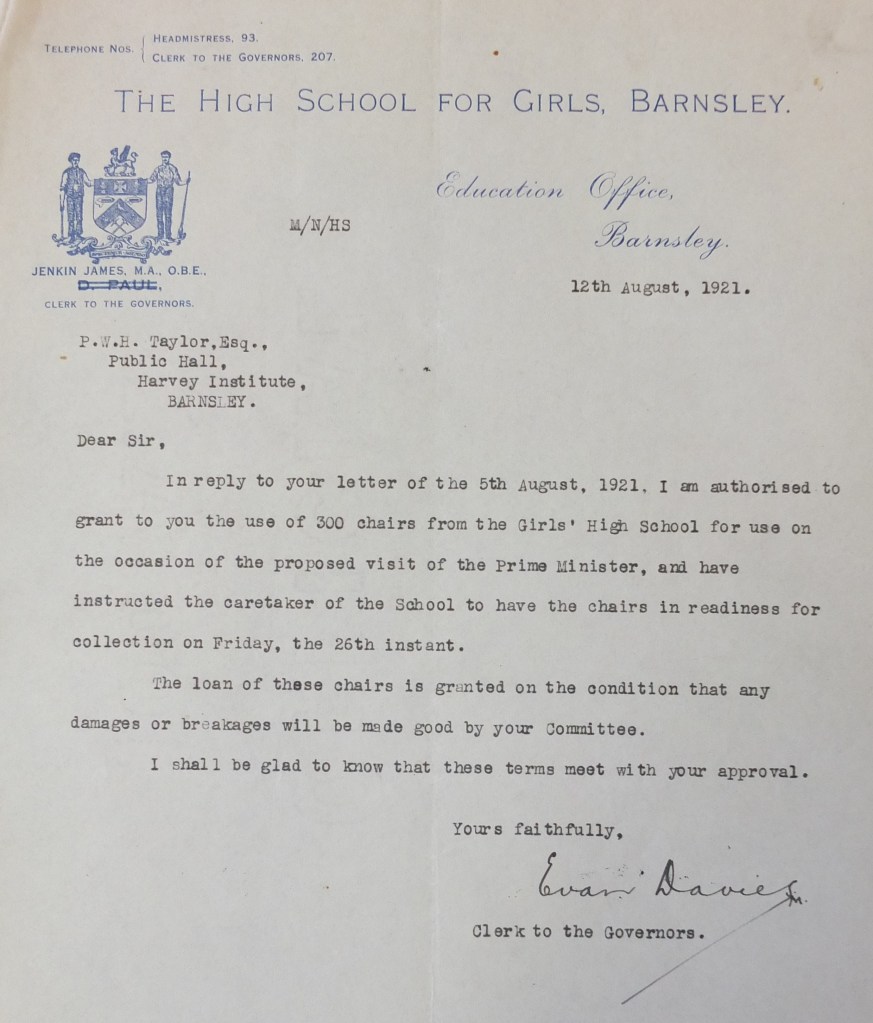 TELEPHONE NOS. { HEADMISTRESS, 93.
CLERK TO THE GOVERNORS, 207.
THE HIGH SCHOOL FOR GIRLS, BARNSLEY.
Education Office,
Barnsley.
M/N/HS
JENKIN JAMES, M.A., O.B.E.,
D. PAUL,
CLERK TO THE GOVERNORS.
12th August, 1921.
P.W.H. Taylor,Esq.,
Public Hall,
Harvey Institute,
BARNSLEY.
Dear Sir,
In reply to your letter of the 5th August, 1921, I am authorised to
grant to you the use of 300 chairs from the Girls' High School for use on
the occasion of the proposed visit of the Prime Minister, and have
instructed the caretaker of the School to have the chairs in readiness for
collection on Friday, the 26th instant.
The loan of these chairs is granted on the condition that any
damages or breakages will be made good by your Committee.
I shall be glad to know that these terms meet with your approval.
Yours faithfully,
Evan Davies
Clerk to the Governors.